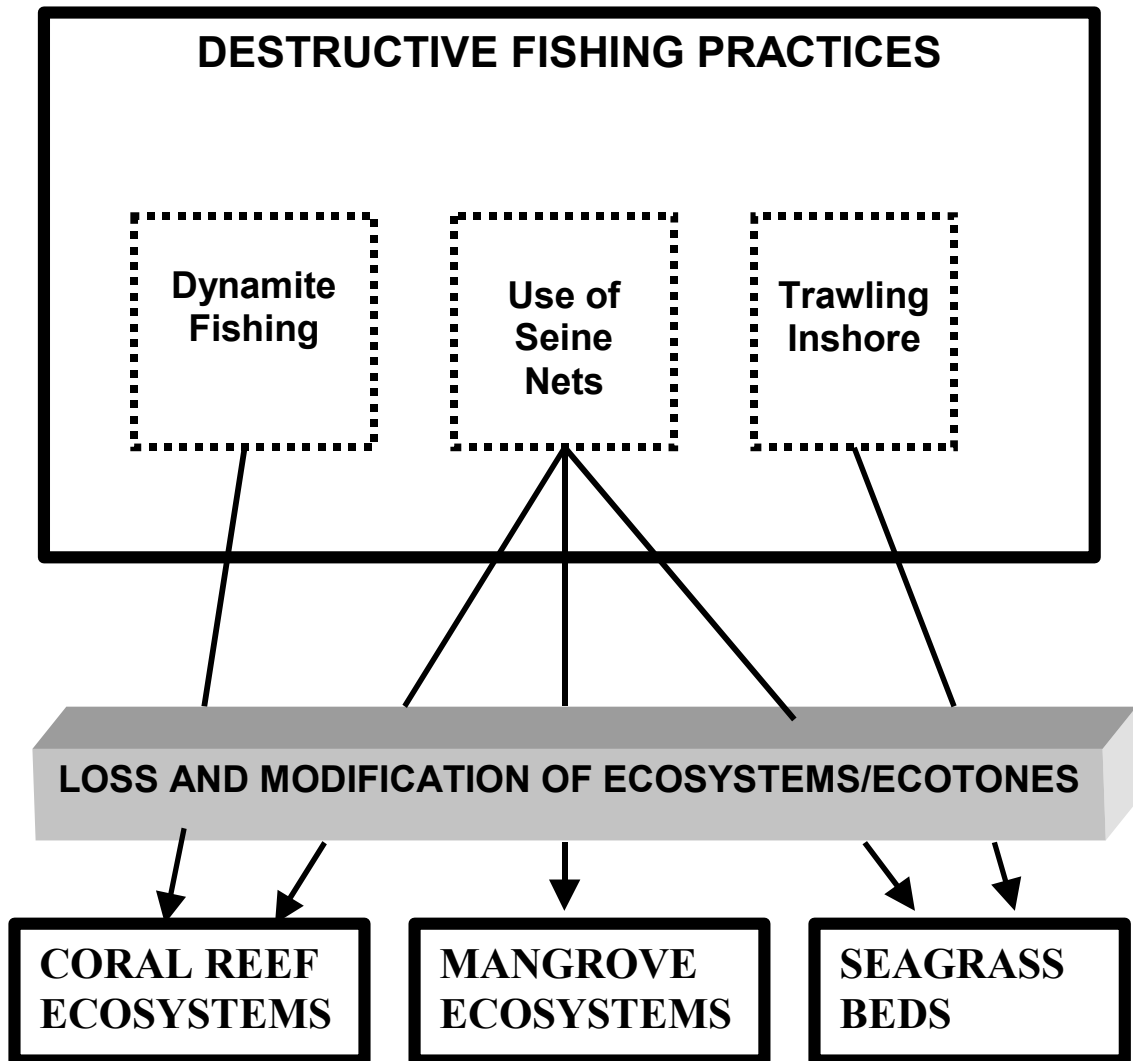 DESTRUCTIVE FISHING PRACTICES
Dynamite
Fishing
Use of
Seine
Nets
Trawling
Inshore
LOSS AND MODIFICATION OF ECOSYSTEMS/ECOTONES
CORAL REEF
ECOSYSTEMS
MANGROVE
ECOSYSTEMS
SEAGRASS
BEDS